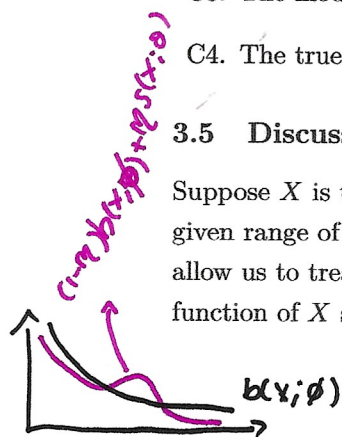 C4. The true
3.5 Discuss
Suppose X is t
given range of
allow us to trea
function of X s
(1-η)b(x;φ)+ηs(x;φ)
b(x;φ)